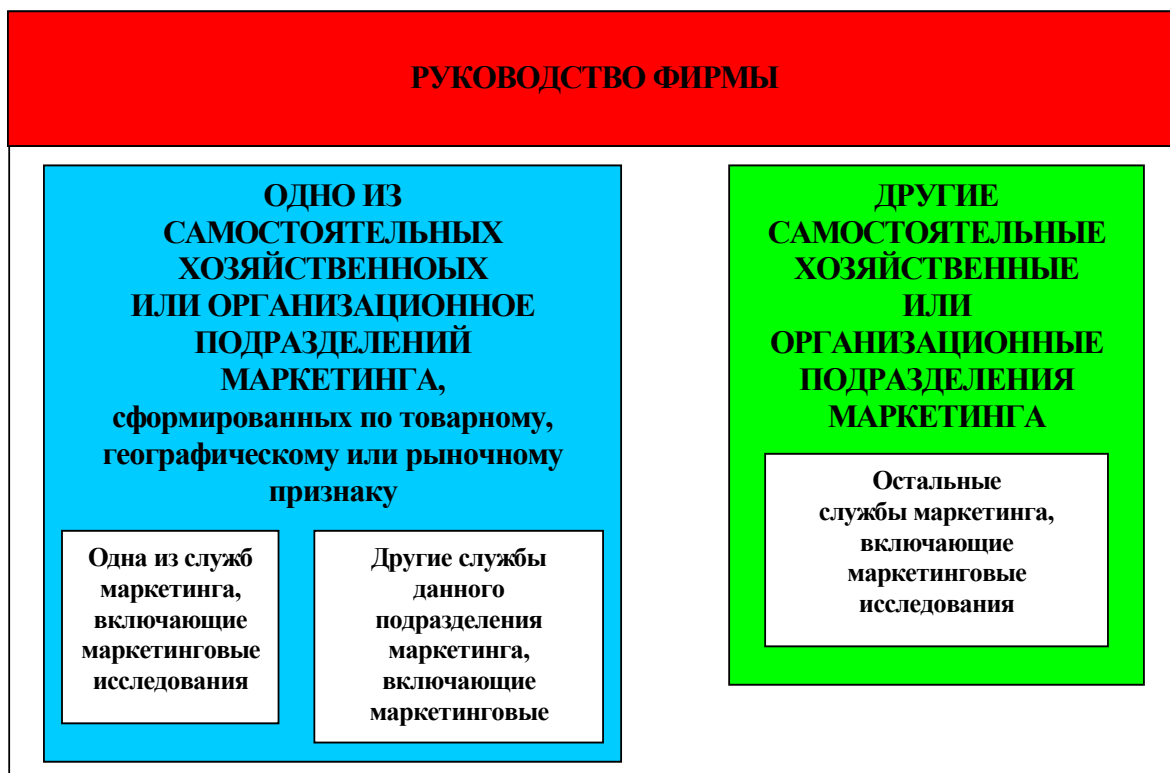 РУКОВОДСТВО ФИРМЫ
ОДНО ИЗ
САМОСТОЯТЕЛЬНЫХ
ХОЗЯЙСТВЕННОЫХ
ИЛИ ОРГАНИЗАЦИОННОЕ
ПОДРАЗДЕЛЕНИЙ
МАРКЕТИНГА,
сформированных по товарному,
географическому или рыночному
признаку
Одна из служб
маркетинга,
включающие
маркетинговые
исследования
Другие службы
данного
подразделения
маркетинга,
включающие
маркетинговые
ДРУГИЕ
САМОСТОЯТЕЛЬНЫЕ
ХОЗЯЙСТВЕННЫЕ
ИЛИ
ОРГАНИЗАЦИОННЫЕ
ПОДРАЗДЕЛЕНИЯ
МАРКЕТИНГА
Остальные
службы маркетинга,
включающие
маркетинговые
исследования